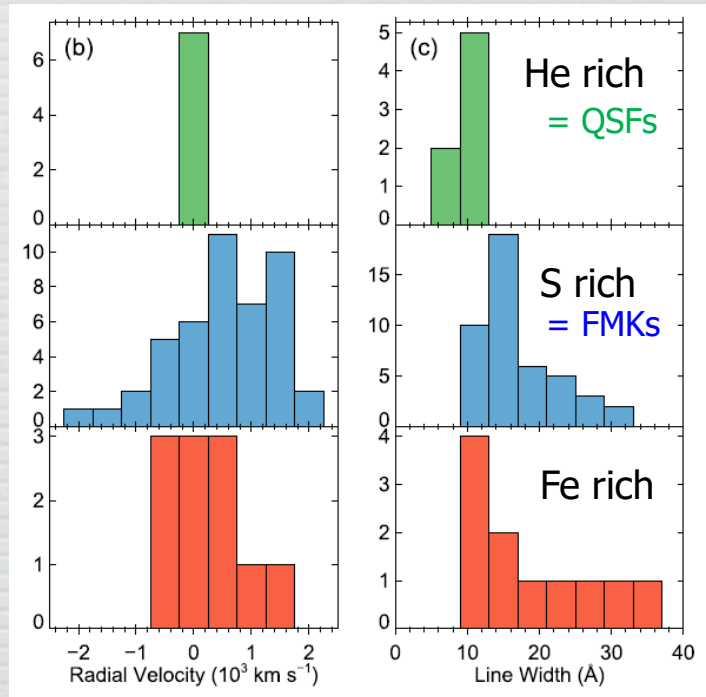 (b)
6
4
2
0
(c)
He rich
= QSFs
5
4
3
2
1
0
10
8
6
4
2
0
S rich
= FMKs
15
10
5
0
3
2
1
0
Fe rich
4
3
2
1
0
−2 −1 0 1 2
Radial Velocity (10³ km s⁻¹)
0 10 20 30 40
Line Width (Å)